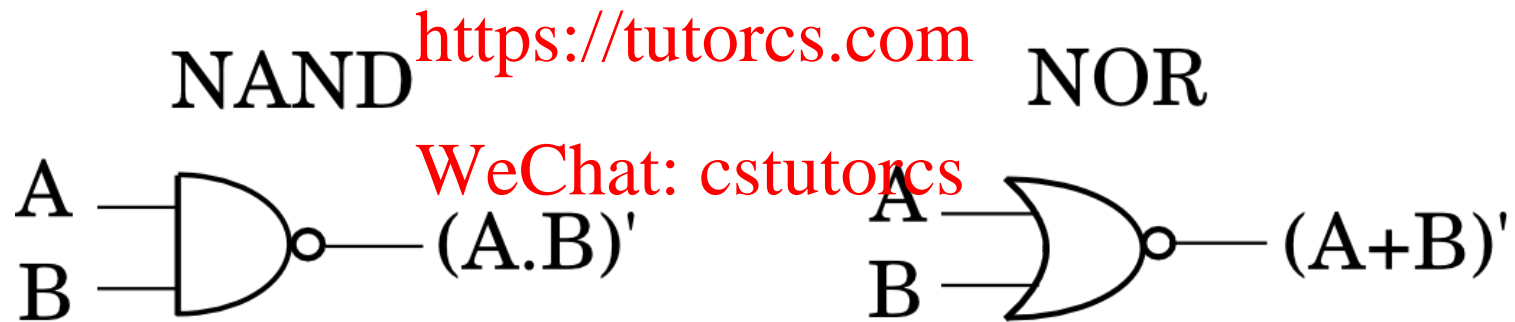 https://tutorcs.com
NAND
NOR
WeChat: cstutorcs
A
B
(A.B)'
A
B
(A+B)'